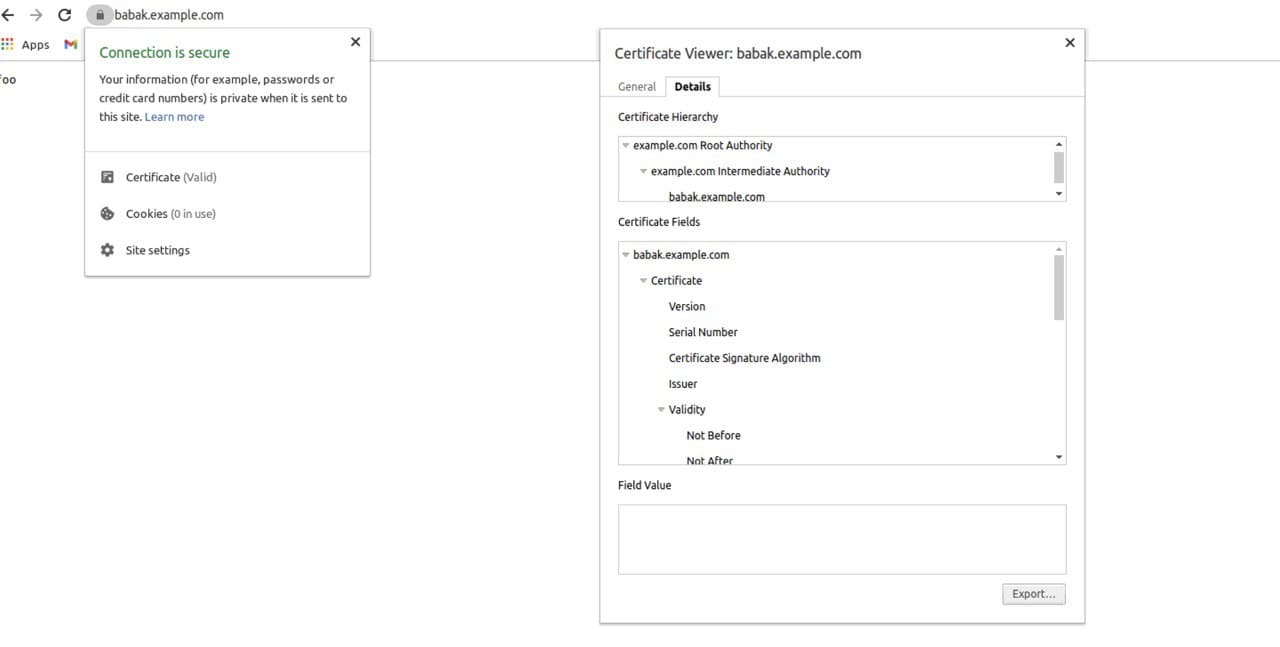 babak.example.com
Apps
foo
Connection is secure
Your information (for example, passwords or
credit card numbers) is private when it is sent to
this site. Learn more
Certificate (Valid)
Cookies (0 in use)
Site settings
Certificate Viewer: babak.example.com
General Details
Certificate Hierarchy
example.com Root Authority
example.com Intermediate Authority
babak.example.com
Certificate Fields
babak.example.com
Certificate
Version
Serial Number
Certificate Signature Algorithm
Issuer
Validity
Not Before
Not After
Field Value
Export...